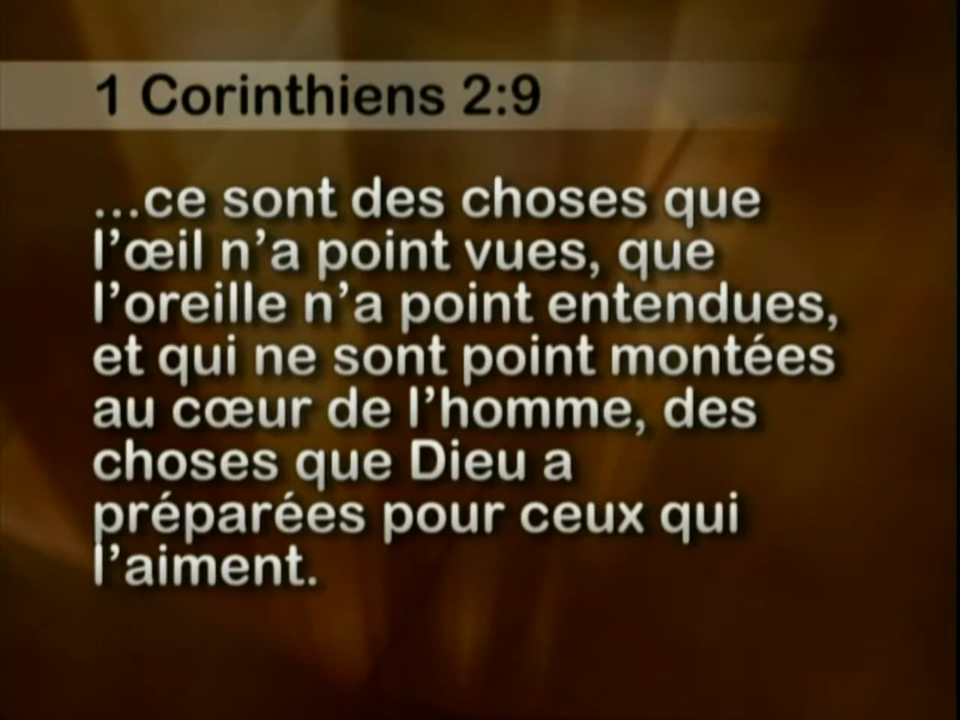 1 Corinthiens 2:9
...ce sont des choses que
l’œil n’a point vues, que
l’oreille n’a point entendues,
et qui ne sont point montées
au cœur de l’homme, des
choses que Dieu a
préparées pour ceux qui
l’aiment.